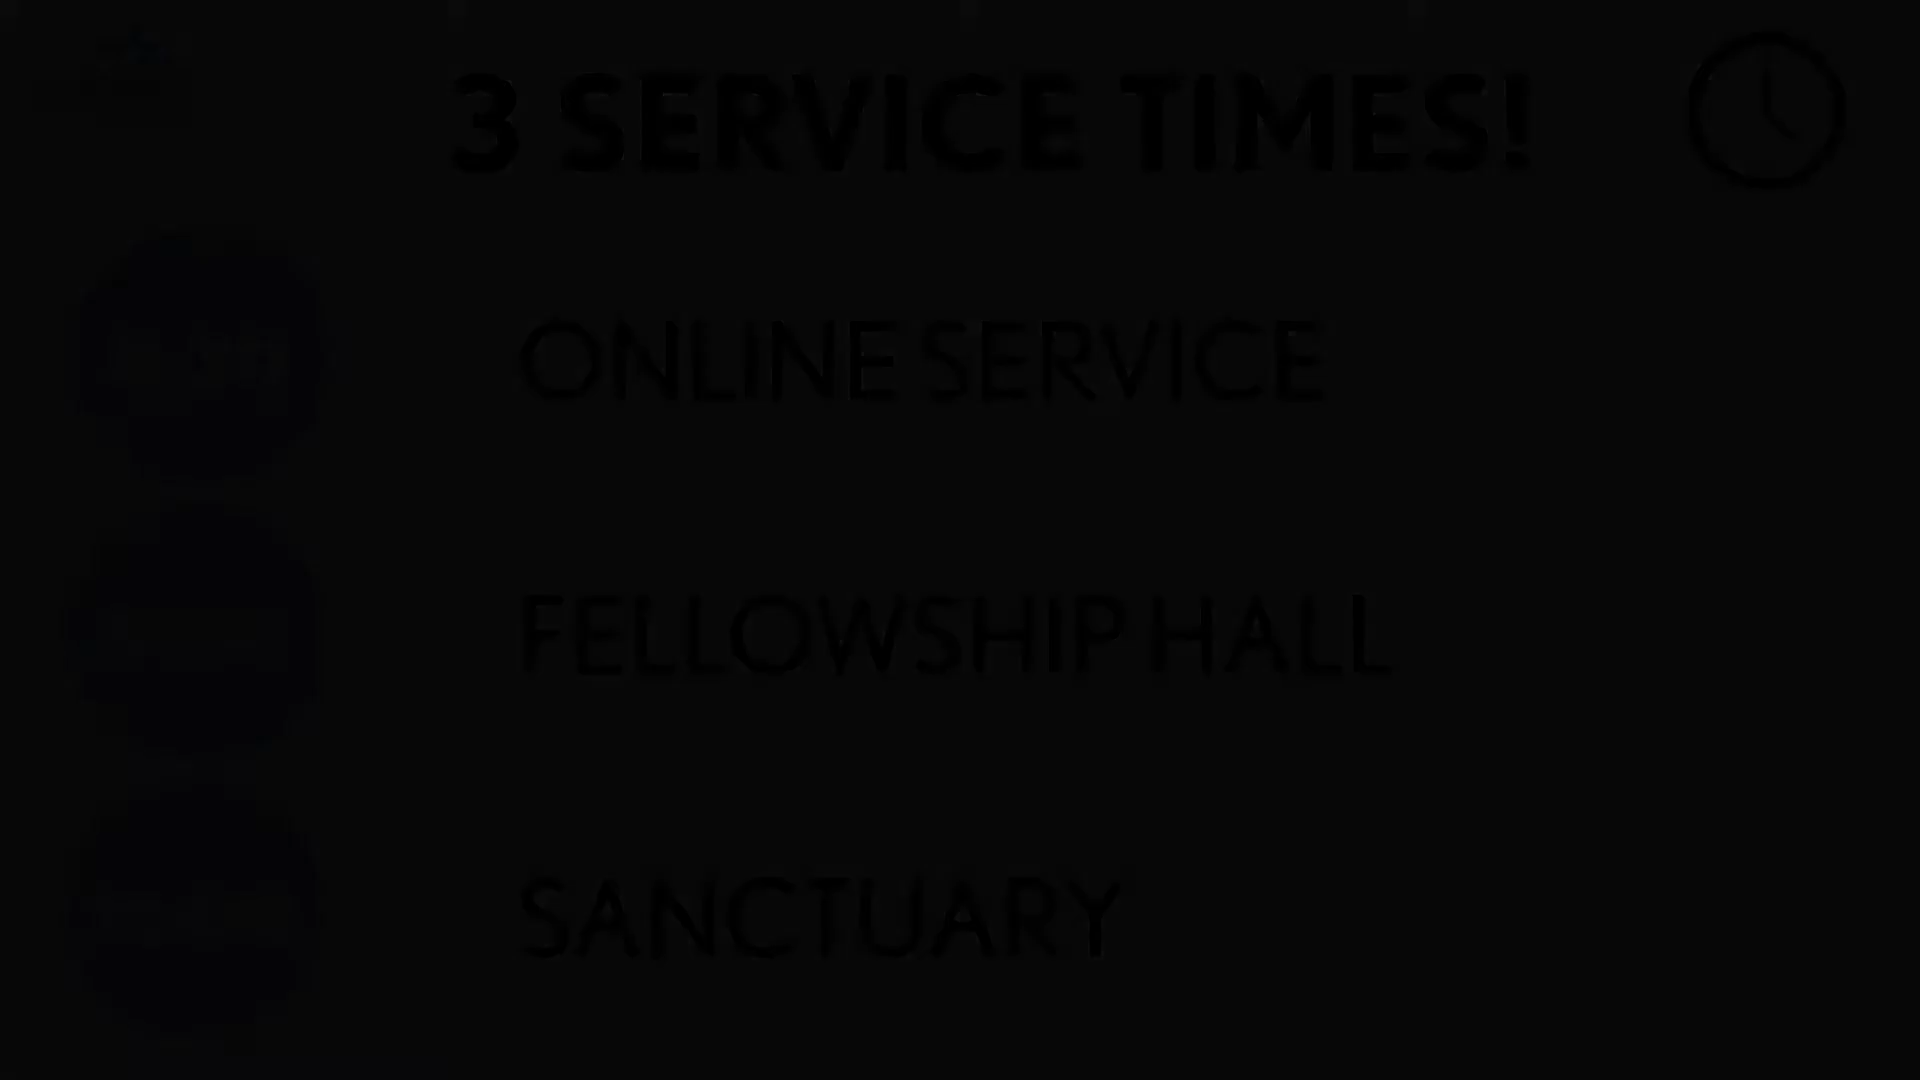 3 SERVICE TIMES!
ONLINE SERVICE
FELLOWSHIP HALL
SANCTUARY